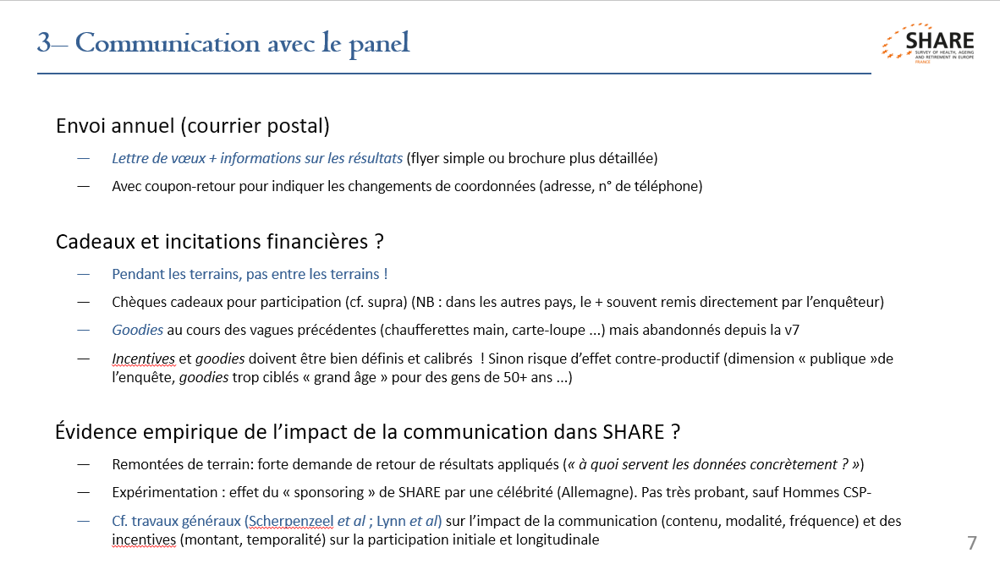 3– Communication avec le panel
SHARE
SURVEY OF HEALTH, AGEING
AND RETIREMENT IN EUROPE
FRANCE
Envoi annuel (courrier postal)
— Lettre de vœux + informations sur les résultats (flyer simple ou brochure plus détaillée)
— Avec coupon-retour pour indiquer les changements de coordonnées (adresse, n° de téléphone)
Cadeaux et incitations financières ?
— Pendant les terrains, pas entre les terrains !
— Chèques cadeaux pour participation (cf. supra) (NB : dans les autres pays, le + souvent remis directement par l’enquêteur)
— Goodies au cours des vagues précédentes (chaufferettes main, carte-loupe ...) mais abandonnés depuis la v7
— Incentives et goodies doivent être bien définis et calibrés  ! Sinon risque d’effet contre-productif (dimension « publique »de
l’enquête, goodies trop ciblés « grand âge » pour des gens de 50+ ans ...)
Évidence empirique de l’impact de la communication dans SHARE ?
— Remontées de terrain: forte demande de retour de résultats appliqués (« à quoi servent les données concrètement ? »)
— Expérimentation : effet du « sponsoring » de SHARE par une célébrité (Allemagne). Pas très probant, sauf Hommes CSP-
— Cf. travaux généraux (Scherpenzeel et al ; Lynn et al) sur l’impact de la communication (contenu, modalité, fréquence) et des
incentives (montant, temporalité) sur la participation initiale et longitudinale
7